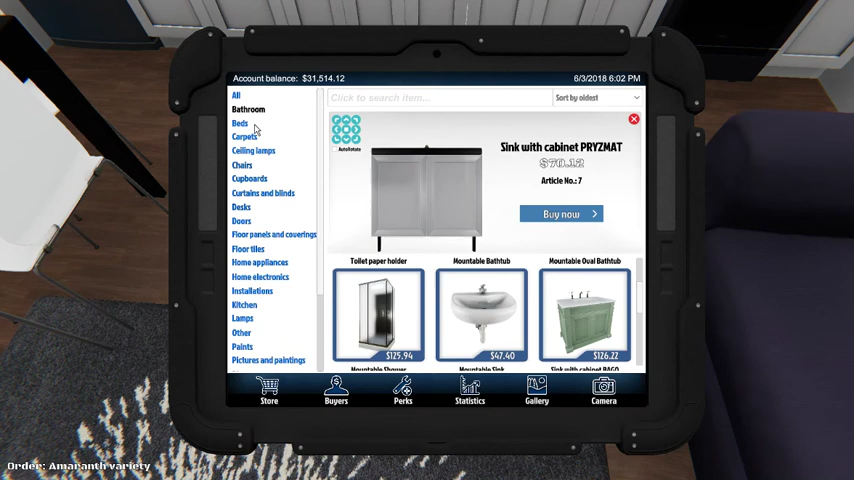 Account balance: $31,514.12
6/3/2018 6:02 PM
All
Bathroom
Beds
Carpets
Ceiling lamps
Chairs
Cupboards
Curtains and blinds
Desks
Doors
Floor panels and coverings
Floor tiles
Home appliances
Home electronics
Installations
Kitchen
Lamps
Other
Paints
Pictures and paintings
Click to search item...
Sort by oldest
AutoRotate
Sink with cabinet PRYZMAT
$70.12
Article No.: 7
Buy now
Toilet paper holder
Mountable Bathtub
Mountable Oval Bathtub
$125.94
$47.40
$126.22
Mountable Shower
Mountable Sink
Sink with cabinet BAGO
Store
Buyers
Perks
Statistics
Gallery
Camera
Order: Amaranth variety